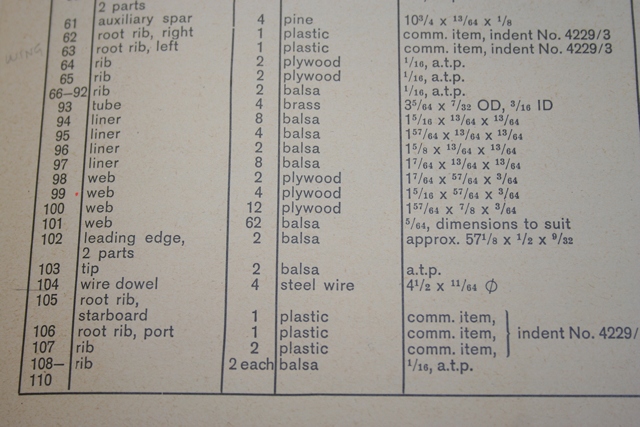 2 parts
61 auxiliary spar 4 pine 10³/₄ x ¹³/₆₄ x ¹/₈
62 root rib, right 1 plastic comm. item, indent No. 4229/3
WING 63 root rib, left 1 plastic comm. item, indent No. 4229/3
64 rib 2 plywood ¹/₁₆, a.t.p.
65 rib 2 plywood ¹/₁₆, a.t.p.
66–92 rib 2 balsa ¹/₁₆, a.t.p.
93 tube 4 brass 3⁵/₆₄ x ⁷/₃₂ OD, ³/₁₆ ID
94 liner 8 balsa 1⁵/₁₆ x ¹³/₆₄ x ¹³/₆₄
95 liner 4 balsa 1⁵⁷/₆₄ x ¹³/₆₄ x ¹³/₆₄
96 liner 2 balsa 1⁵/₈ x ¹³/₆₄ x ¹³/₆₄
97 liner 8 balsa 1⁷/₆₄ x ¹³/₆₄ x ¹³/₆₄
98 web 2 plywood 1⁷/₆₄ x ⁵⁷/₆₄ x ³/₆₄
99 web 4 plywood 1⁵/₁₆ x ⁵⁷/₆₄ x ³/₆₄
100 web 12 plywood 1⁵⁷/₆₄ x ⁷/₈ x ³/₆₄
101 web 62 balsa ⁵/₆₄, dimensions to suit
102 leading edge, 2 balsa approx. 57¹/₈ x ¹/₂ x ⁹/₃₂
2 parts
103 tip 2 balsa a.t.p.
104 wire dowel 4 steel wire 4¹/₂ x ¹¹/₆₄ Ø
105 root rib,
starboard 1 plastic comm. item,
106 root rib, port 1 plastic comm. item, indent No. 4229/
107 rib 2 plastic comm. item,
108– rib 2 each balsa ¹/₁₆, a.t.p.
110